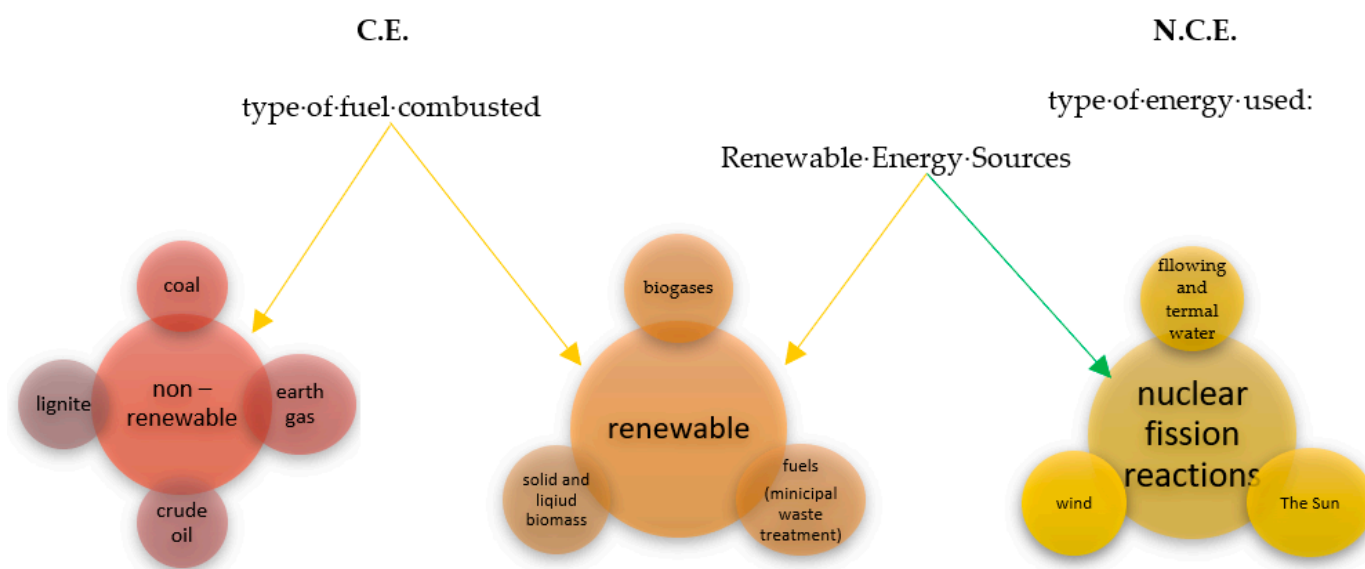 C.E.
N.C.E.
type·of·fuel·combusted
type·of·energy·used:
Renewable·Energy·Sources
coal
lignite
non –
renewable
earth
gas
crude
oil
biogases
renewable
solid and
liqiud
biomass
fuels
(minicipal
waste
treatment)
fllowing
and
termal
water
nuclear
fission
reactions
wind
The Sun